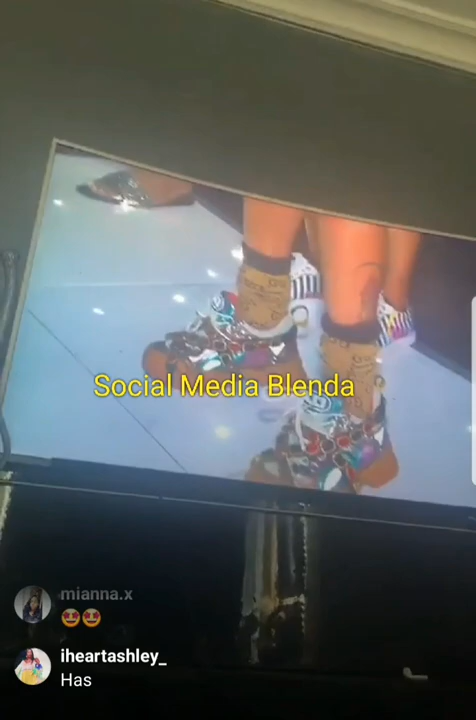 Social Media Blenda
mianna.x
🤩🤩
iheartashley_
Has